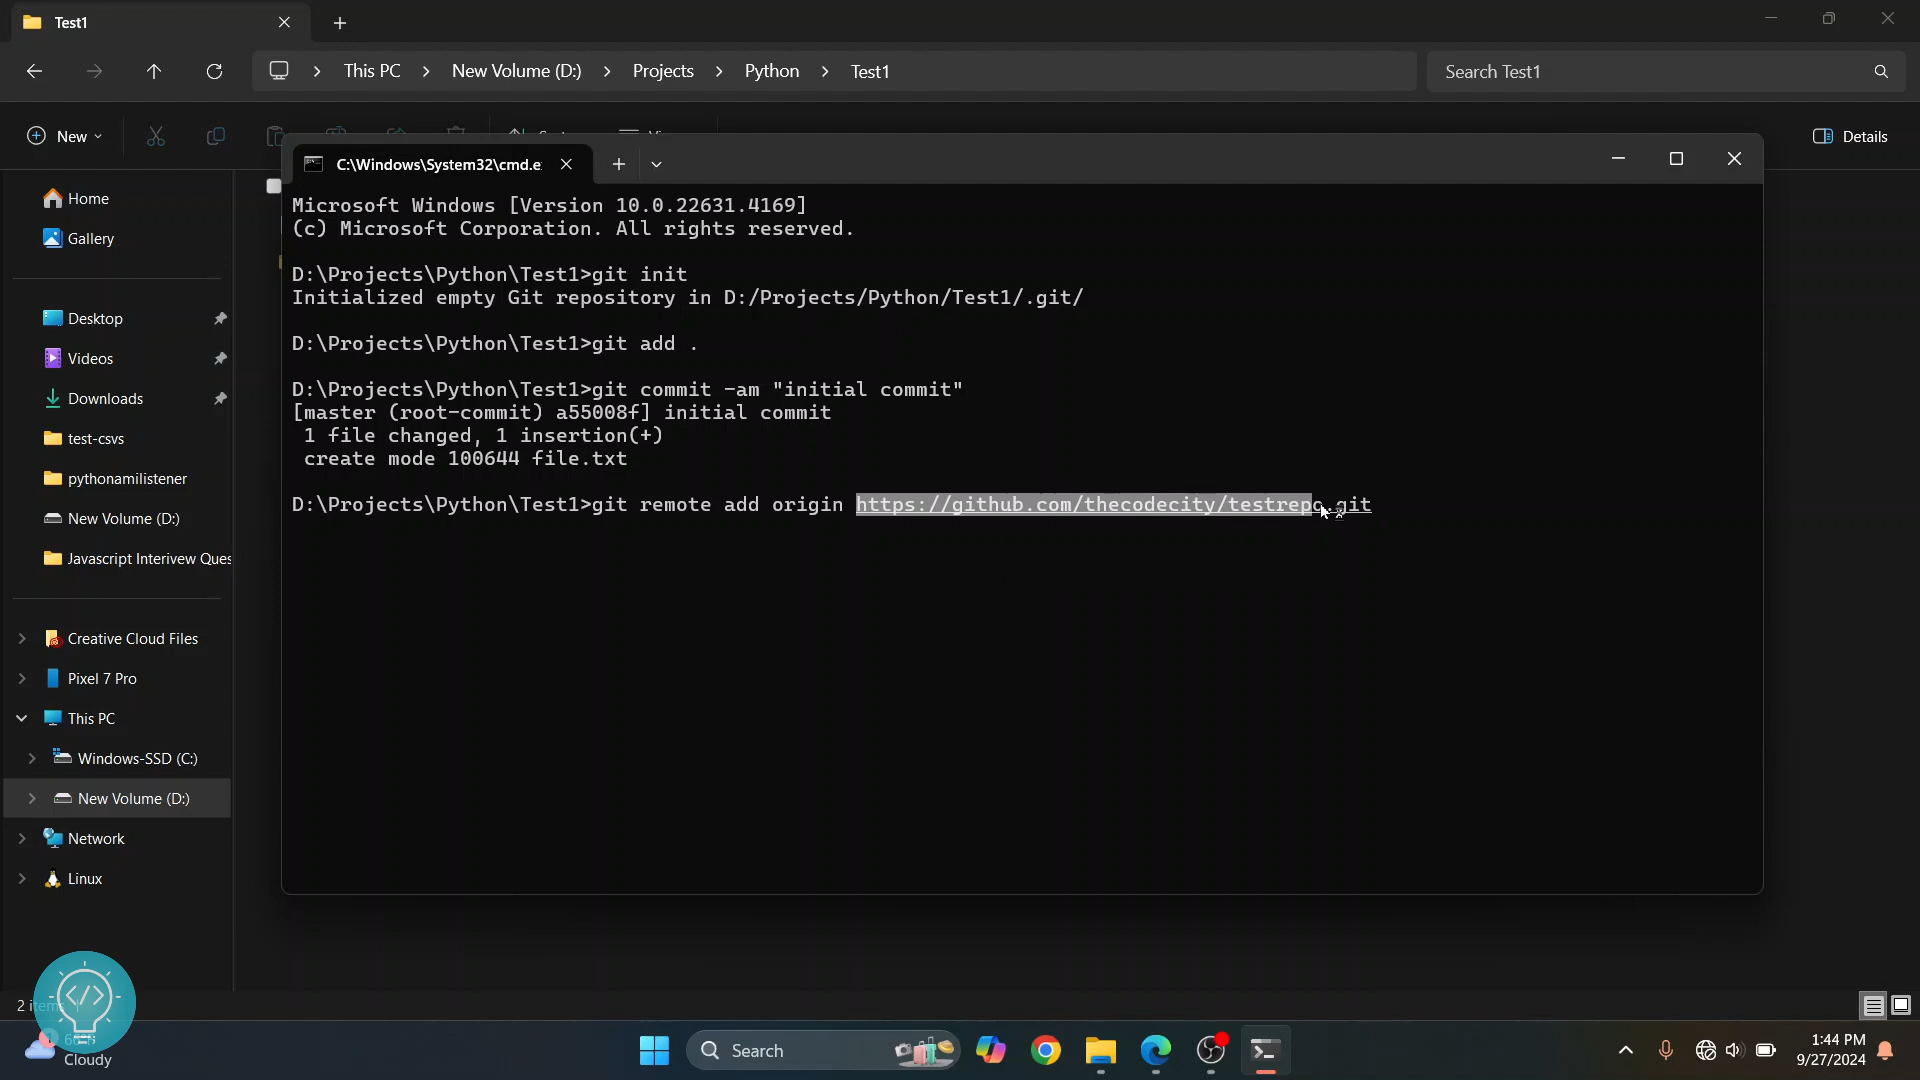 Test1
This PC
New Volume (D:)
Projects
Python
Test1
Search Test1
New
Details
C:\Windows\System32\cmd.e
Home
Gallery
Desktop
Videos
Downloads
test-csvs
pythonamilistener
New Volume (D:)
Javascript Interivew Ques
Creative Cloud Files
Pixel 7 Pro
This PC
Windows-SSD (C:)
New Volume (D:)
Network
Linux
Microsoft Windows [Version 10.0.22631.4169]
(c) Microsoft Corporation. All rights reserved.
D:\Projects\Python\Test1>git init
Initialized empty Git repository in D:/Projects/Python/Test1/.git/
D:\Projects\Python\Test1>git add .
D:\Projects\Python\Test1>git commit -am "initial commit"
[master (root-commit) a55008f] initial commit
1 file changed, 1 insertion(+)
create mode 100644 file.txt
D:\Projects\Python\Test1>git remote add origin https://github.com/thecodecity/testrepo.git
2 items
</>
1
Cloudy
Search
1:44 PM
9/27/2024